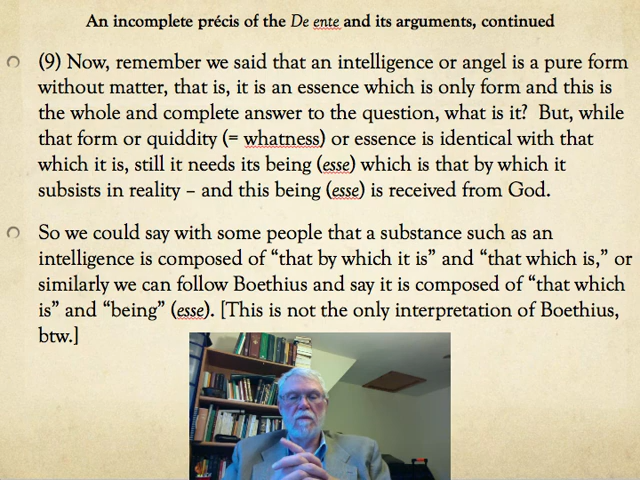 An incomplete précis of the De ente and its arguments, continued
(9) Now, remember we said that an intelligence or angel is a pure form
without matter, that is, it is an essence which is only form and this is
the whole and complete answer to the question, what is it?  But, while
that form or quiddity (= whatness) or essence is identical with that
which it is, still it needs its being (esse) which is that by which it
subsists in reality – and this being (esse) is received from God.
So we could say with some people that a substance such as an
intelligence is composed of “that by which it is” and “that which is,” or
similarly we can follow Boethius and say it is composed of “that which
is” and “being” (esse). [This is not the only interpretation of Boethius,
btw.]